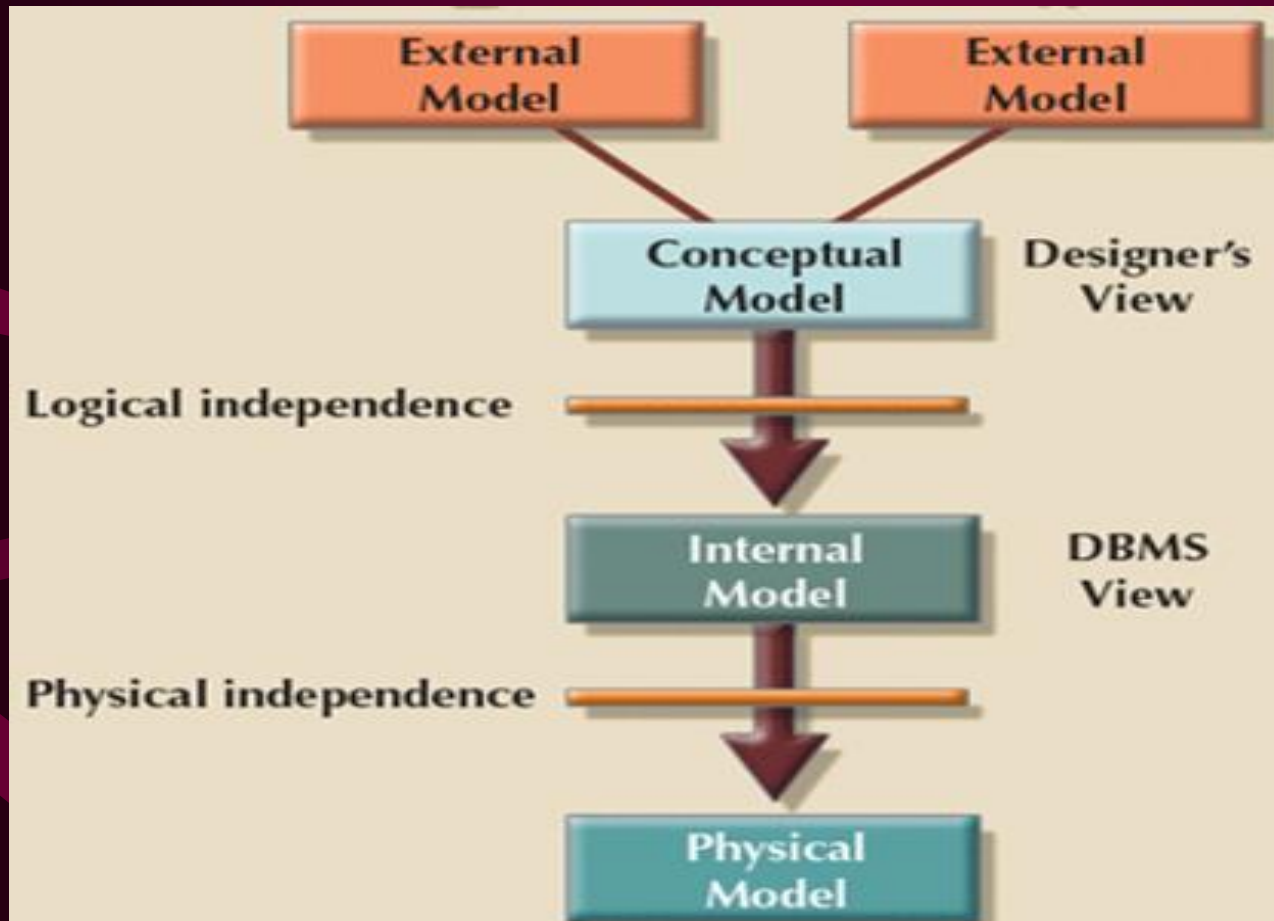 External
Model
External
Model
Conceptual
Model
Designer's
View
Logical independence
Internal
Model
DBMS
View
Physical independence
Physical
Model